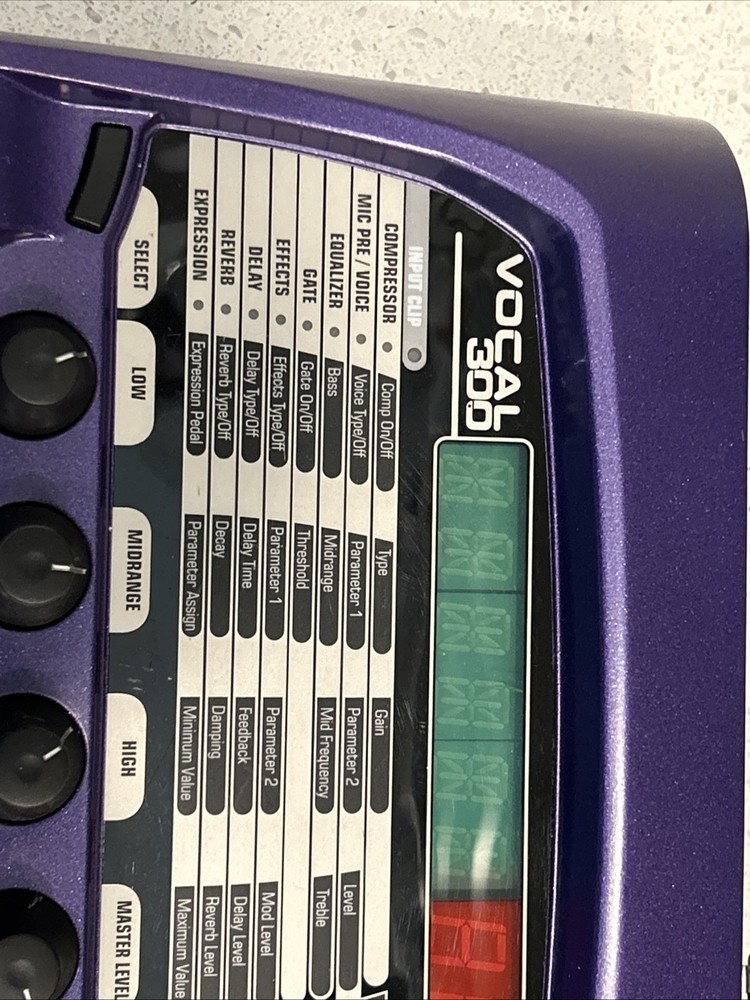 VOCAL
300
INPUT CLIP
COMPRESSOR Comp On/Off Type Gain
MIC PRE / VOICE Voice Type/Off Parameter 1 Parameter 2 Level
EQUALIZER Bass Midrange Mid Frequency Treble
GATE Gate On/Off Threshold
EFFECTS Effects Type/Off Parameter 1 Parameter 2 Mod Level
DELAY Delay Type/Off Delay Time Feedback Delay Level
REVERB Reverb Type/Off Decay Damping Reverb Level
EXPRESSION Expression Pedal Parameter Assign Minimum Value Maximum Value
SELECT LOW MIDRANGE HIGH MASTER LEVEL